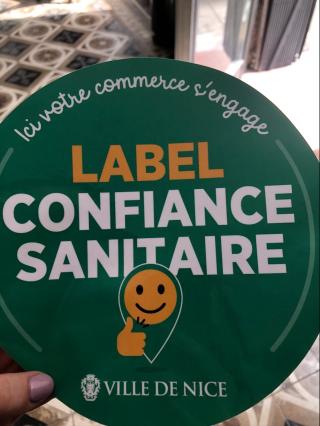 Ici votre commerce s'engage
LABEL
CONFIANCE
SANITAIRE
VILLE DE NICE